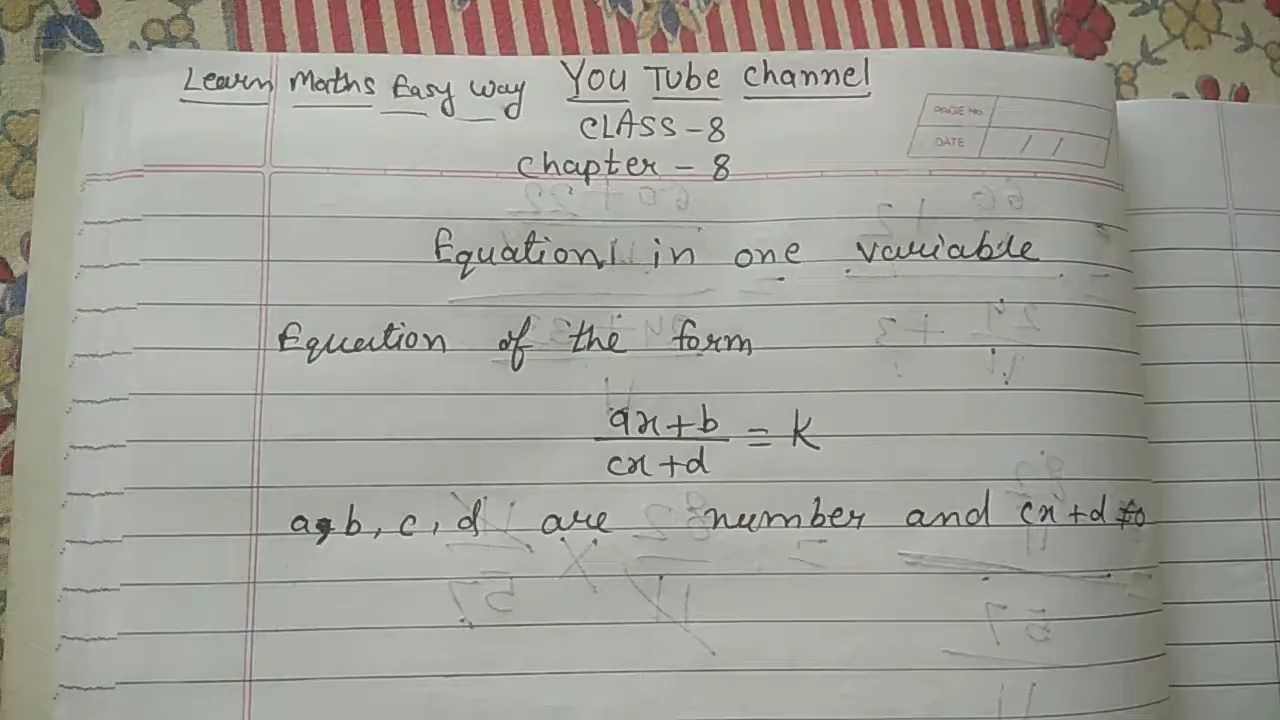 Learn Maths Easy way You Tube channel
CLASS-8
Chapter - 8
PAGE No.
DATE / /
Equation in one variable
Equation of the form
ax+b
cx+d = K
a, b, c, d are number and cx+d ≠0